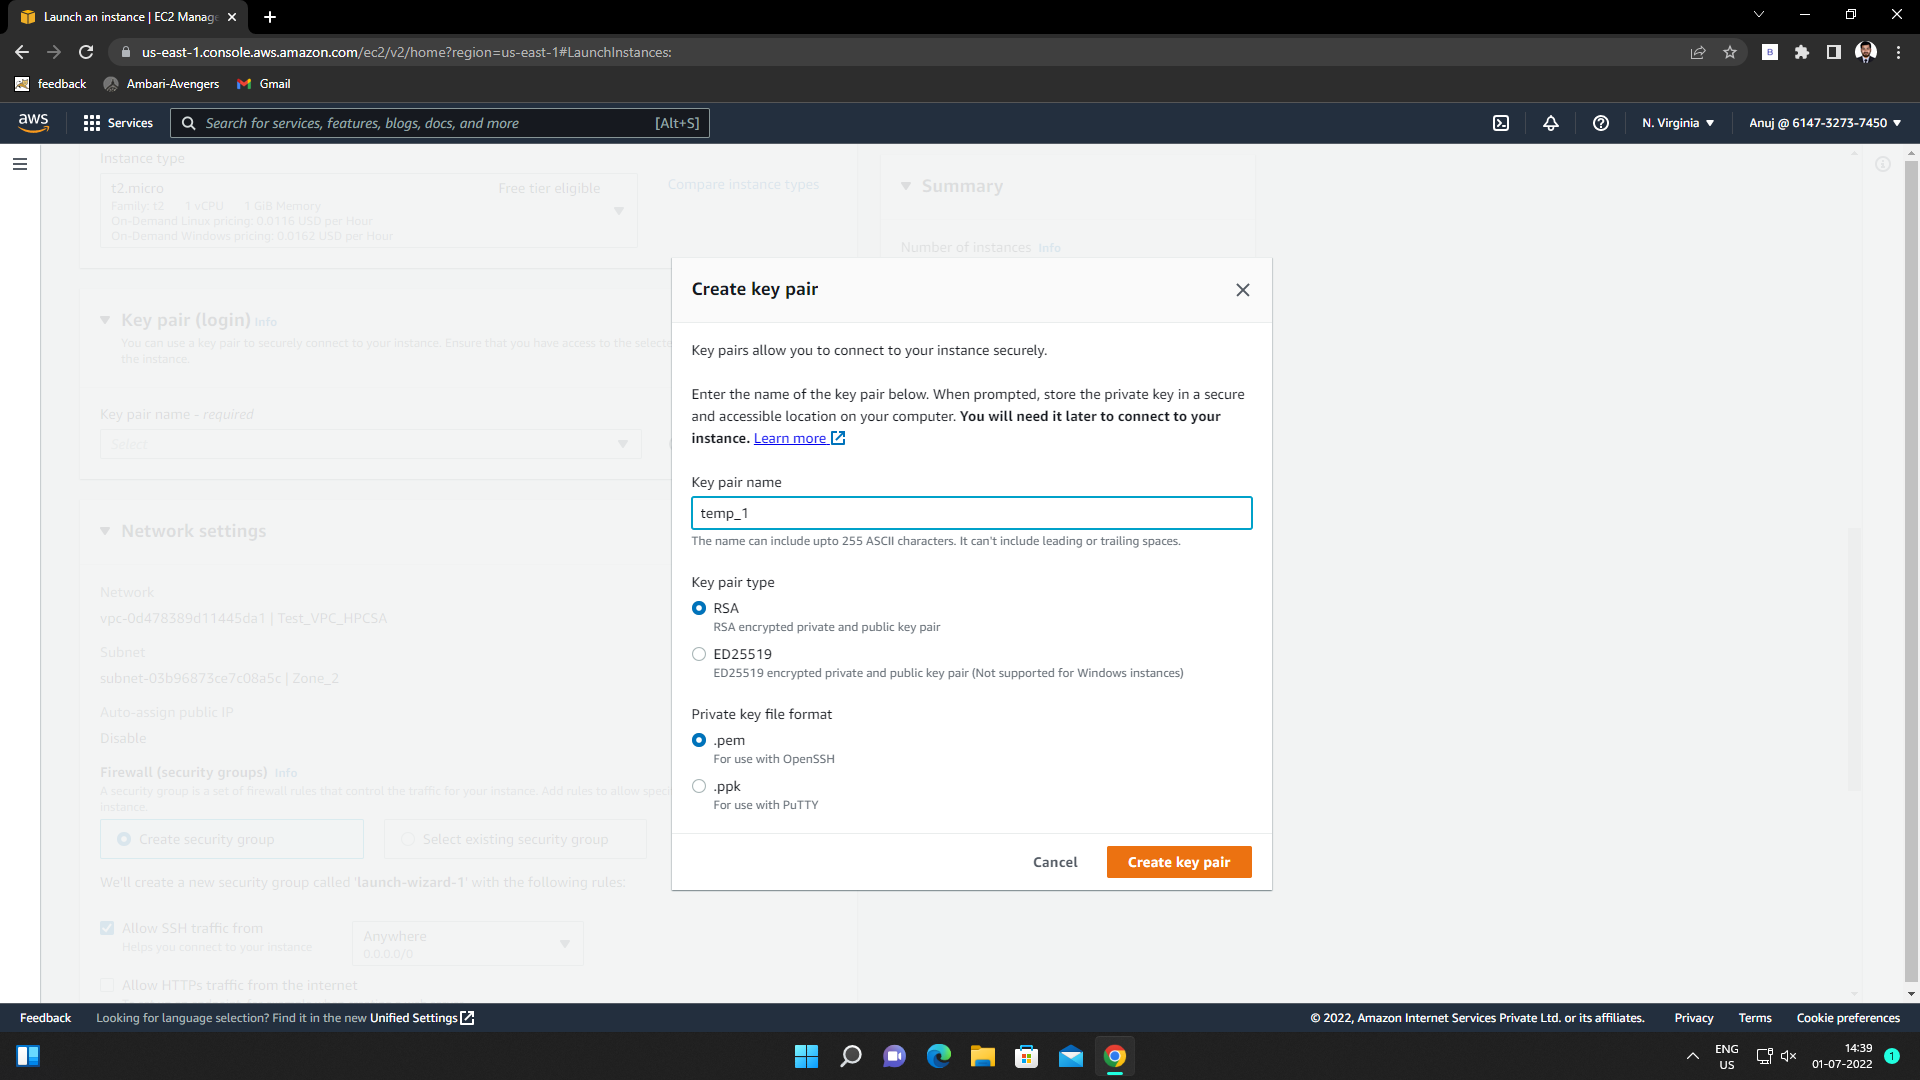 Launch an instance | EC2 Manag
us-east-1.console.aws.amazon.com/ec2/v2/home?region=us-east-1#LaunchInstances:
feedback
Ambari-Avengers
Gmail
aws
Services
Search for services, features, blogs, docs, and more
[Alt+S]
N. Virginia
Anuj @ 6147-3273-7450
Instance type
t2.micro
Free tier eligible
Family: t2 1 vCPU 1 GiB Memory
On-Demand Linux pricing: 0.0116 USD per Hour
On-Demand Windows pricing: 0.0162 USD per Hour
Compare instance types
Summary
Number of instances Info
Key pair (login) Info
You can use a key pair to securely connect to your instance. Ensure that you have access to the selecte
the instance.
Key pair name - required
Select
Network settings
Network
vpc-0d478389d11445da1 | Test_VPC_HPCSA
Subnet
subnet-03b96873ce7c08a5c | Zone_2
Auto-assign public IP
Disable
Firewall (security groups) Info
A security group is a set of firewall rules that control the traffic for your instance. Add rules to allow speci
instance.
Create security group
Select existing security group
We'll create a new security group called 'launch-wizard-1' with the following rules:
Allow SSH traffic from
Helps you connect to your instance
Anywhere
0.0.0.0/0
Allow HTTPs traffic from the internet
Create key pair
Key pairs allow you to connect to your instance securely.
Enter the name of the key pair below. When prompted, store the private key in a secure
and accessible location on your computer. You will need it later to connect to your
instance. Learn more
Key pair name
temp_1
The name can include upto 255 ASCII characters. It can't include leading or trailing spaces.
Key pair type
RSA
RSA encrypted private and public key pair
ED25519
ED25519 encrypted private and public key pair (Not supported for Windows instances)
Private key file format
.pem
For use with OpenSSH
.ppk
For use with PuTTY
Cancel
Create key pair
Feedback
Looking for language selection? Find it in the new Unified Settings
© 2022, Amazon Internet Services Private Ltd. or its affiliates.
Privacy
Terms
Cookie preferences
ENG
US
14:39
01-07-2022
1